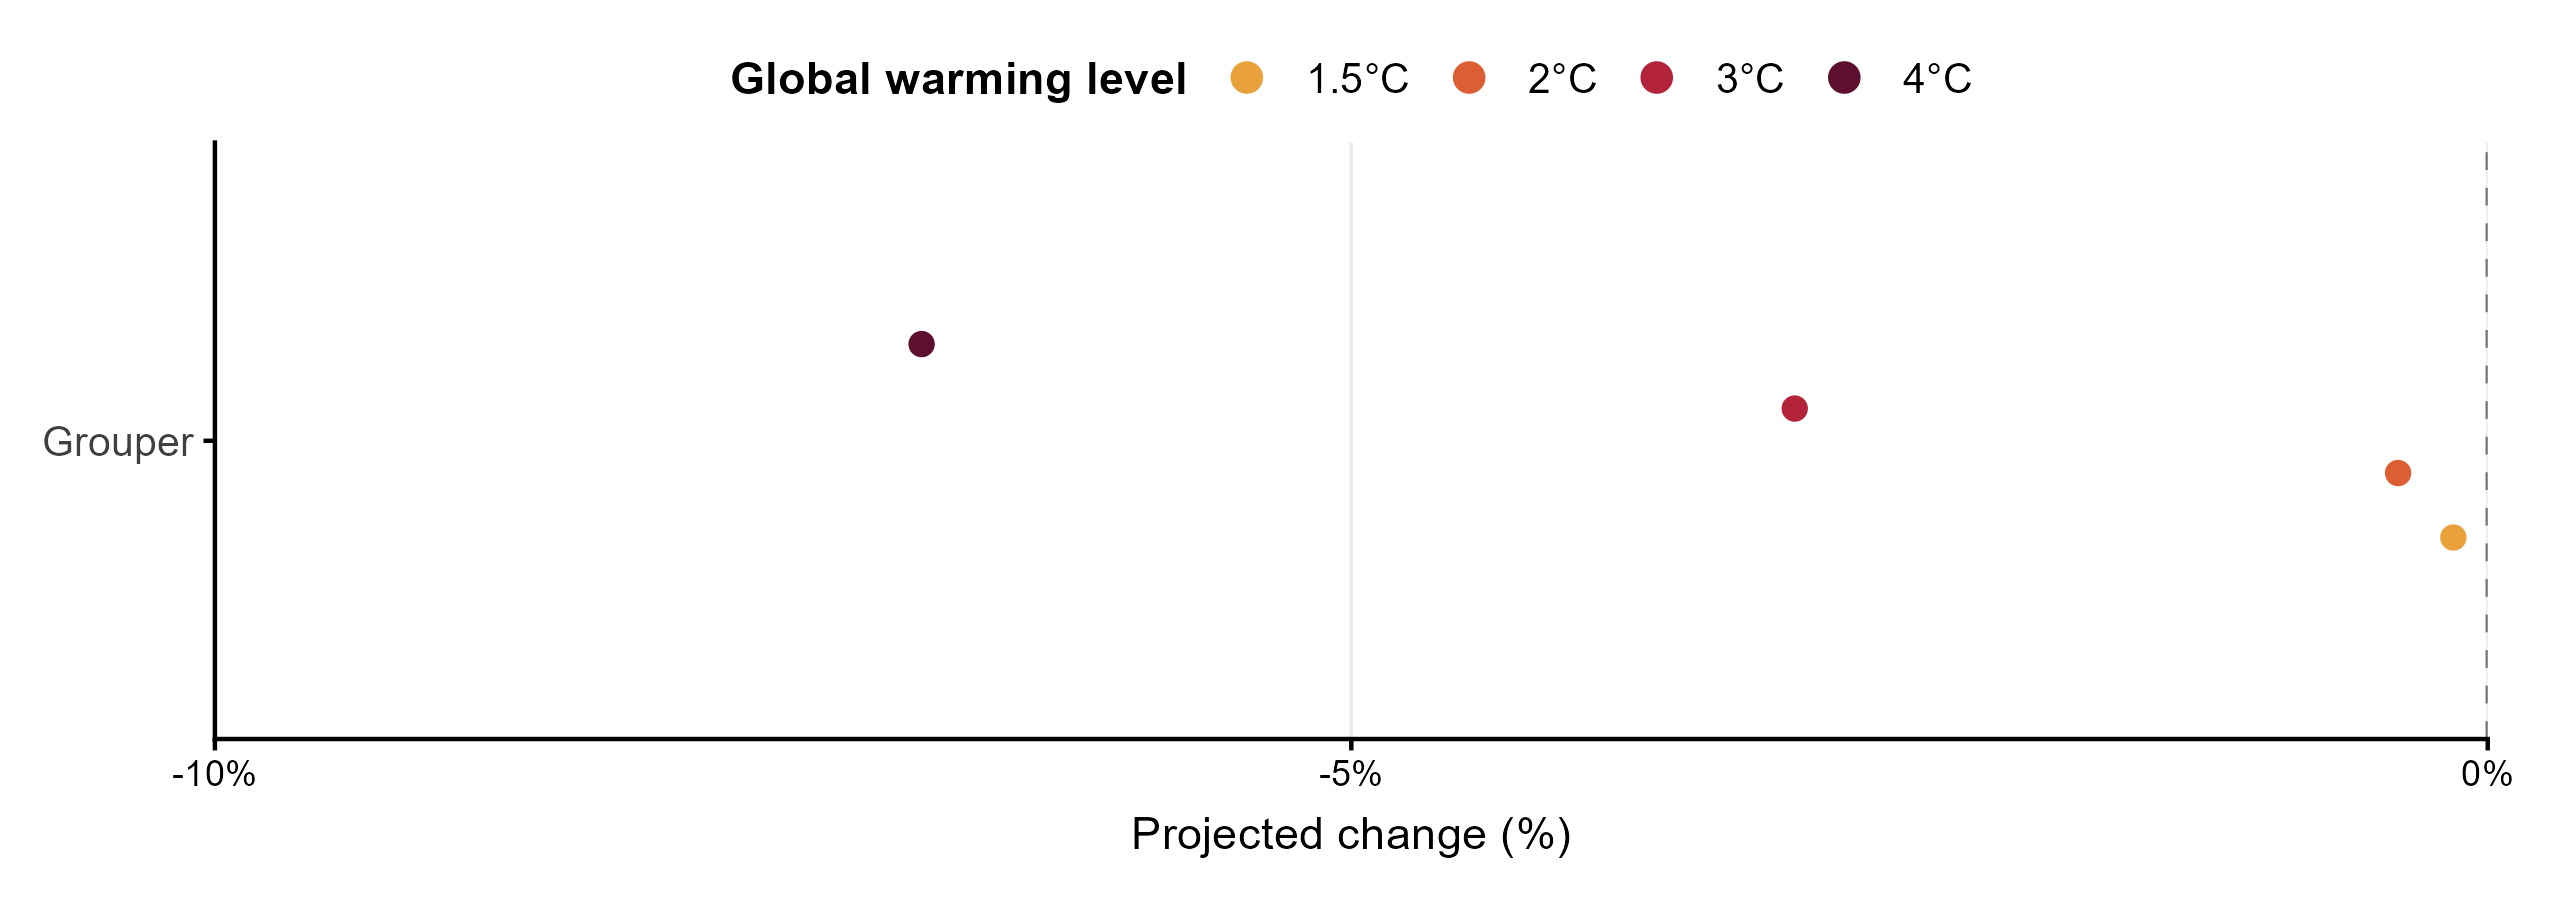 Global warming level 1.5°C 2°C 3°C 4°C
Grouper
-10% -5% 0%
Projected change (%)